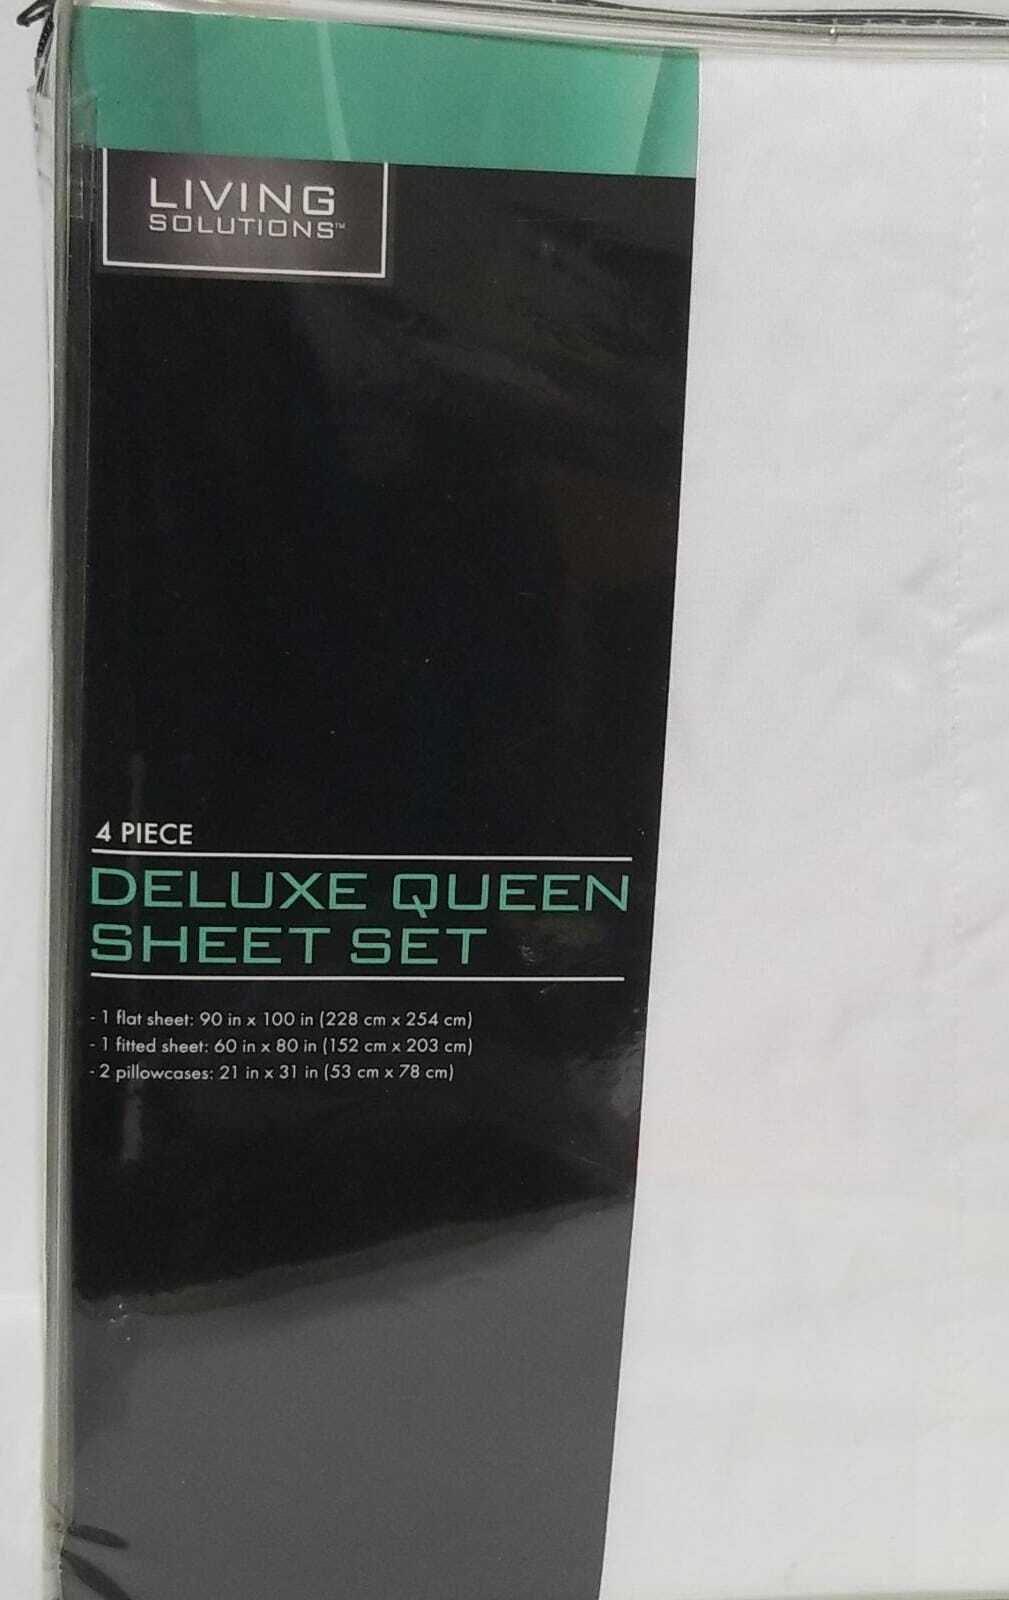 LIVING
SOLUTIONS™
4 PIECE
DELUXE QUEEN
SHEET SET
- 1 flat sheet: 90 in x 100 in (228 cm x 254 cm)
- 1 fitted sheet: 60 in x 80 in (152 cm x 203 cm)
- 2 pillowcases: 21 in x 31 in (53 cm x 78 cm)